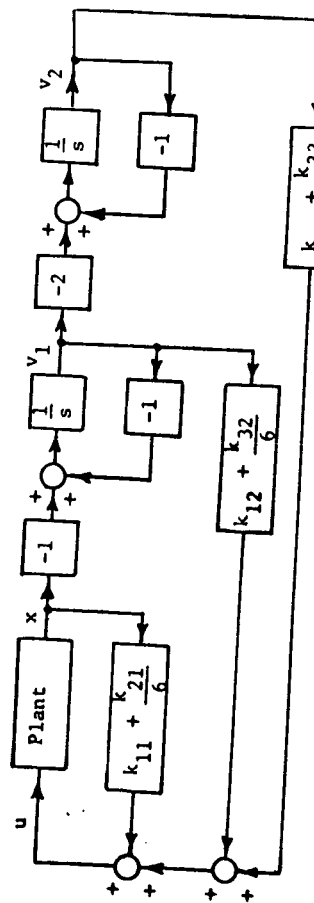 u
Plant
x
-1
+
+
1/s
v₁
-2
+
+
1/s
v₂
k₁₁ + k₂₁/6
-1
-1
+
+
k₁₂ + k₃₂/6
+
+